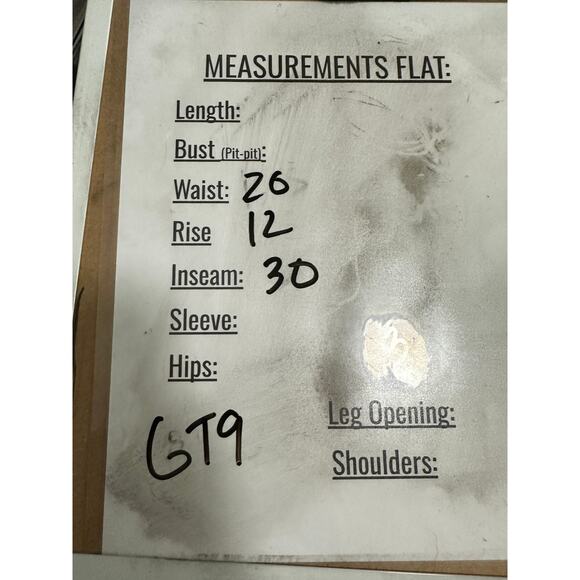 MEASUREMENTS FLAT:
Length:
Bust (Pit-pit):
Waist: 20
Rise 12
Inseam: 30
Sleeve:
Hips:
Leg Opening:
GT9
Shoulders: